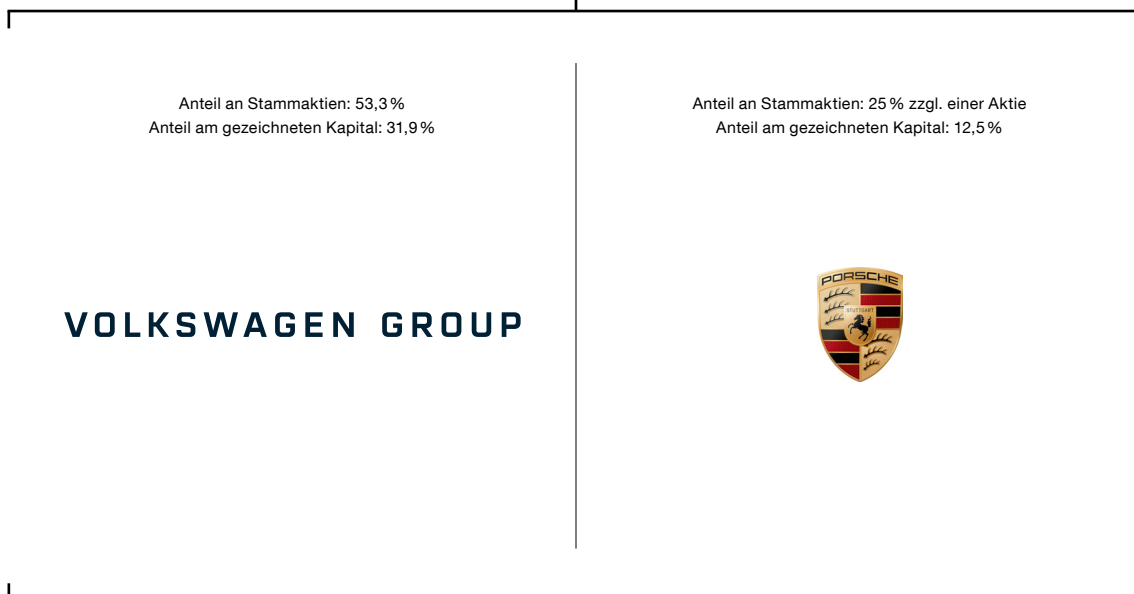 Anteil an Stammaktien: 53,3 %
Anteil am gezeichneten Kapital: 31,9 %
Anteil an Stammaktien: 25 % zzgl. einer Aktie
Anteil am gezeichneten Kapital: 12,5 %
VOLKSWAGEN GROUP
PORSCHE
STUTTGART